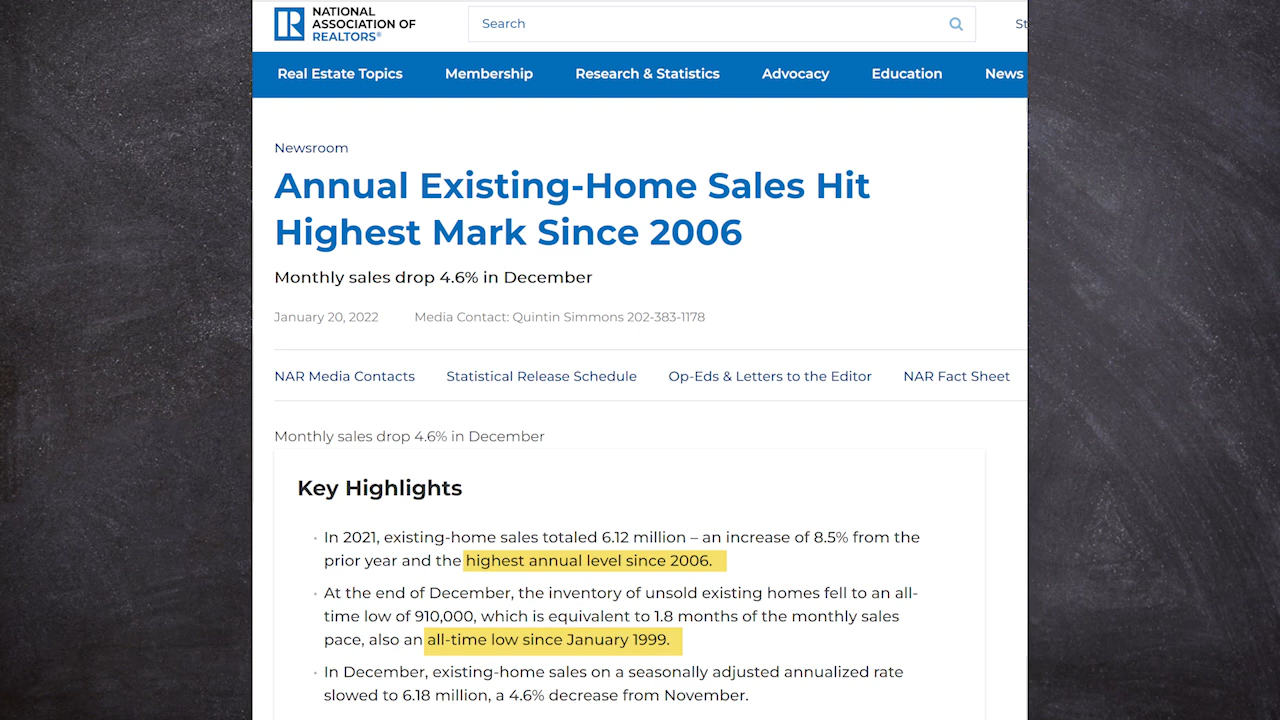 NATIONAL
ASSOCIATION OF
REALTORS®
Search
St
Real Estate Topics Membership Research & Statistics Advocacy Education News
Newsroom
Annual Existing-Home Sales Hit
Highest Mark Since 2006
Monthly sales drop 4.6% in December
January 20, 2022 Media Contact: Quintin Simmons 202-383-1178
NAR Media Contacts Statistical Release Schedule Op-Eds & Letters to the Editor NAR Fact Sheet
Monthly sales drop 4.6% in December
Key Highlights
• In 2021, existing-home sales totaled 6.12 million – an increase of 8.5% from the
prior year and the highest annual level since 2006.
• At the end of December, the inventory of unsold existing homes fell to an all-
time low of 910,000, which is equivalent to 1.8 months of the monthly sales
pace, also an all-time low since January 1999.
• In December, existing-home sales on a seasonally adjusted annualized rate
slowed to 6.18 million, a 4.6% decrease from November.